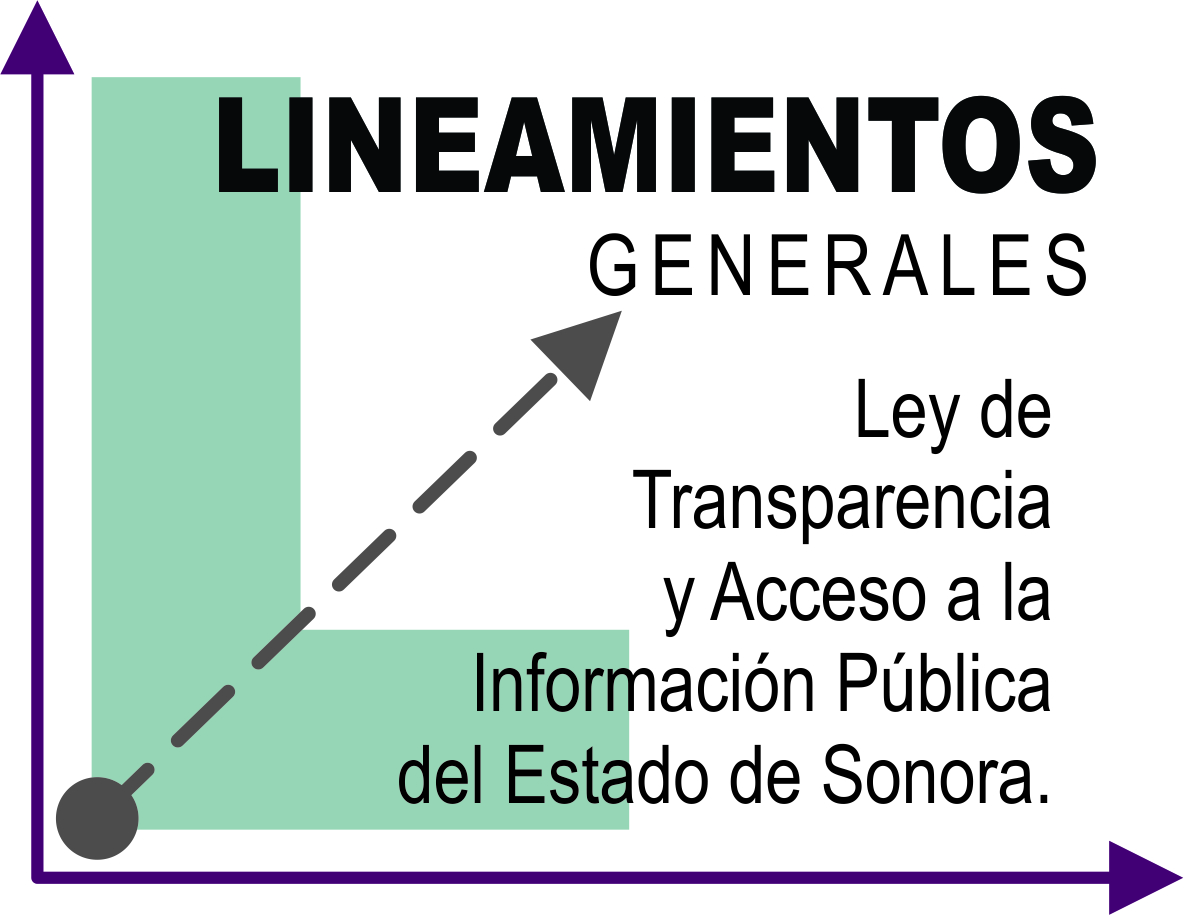 LINEAMIENTOS
GENERALES
Ley de
Transparencia
y Acceso a la
Información Pública
del Estado de Sonora.